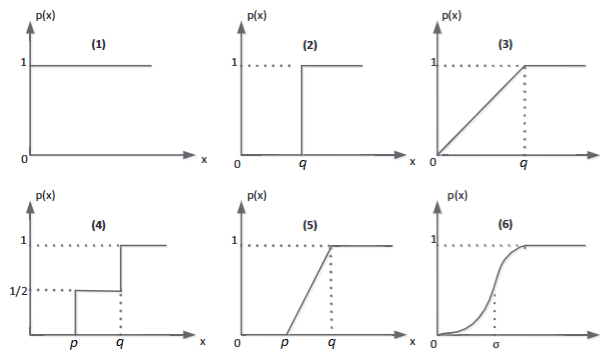 p(x) p(x) p(x)
(1) (2) (3)
1 1 1
0 x 0 q x 0 q x
p(x) p(x) p(x)
(4) (5) (6)
1 1 1
1/2
0 p q x 0 p q x 0 σ